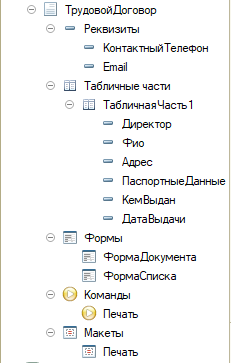 ТрудовойДоговор
Реквизиты
КонтактныйТелефон
Email
Табличные части
ТабличнаяЧасть1
Директор
Фио
Адрес
ПаспортныеДанные
КемВыдан
ДатаВыдачи
Формы
ФормаДокумента
ФормаСписка
Команды
Печать
Макеты
Печать